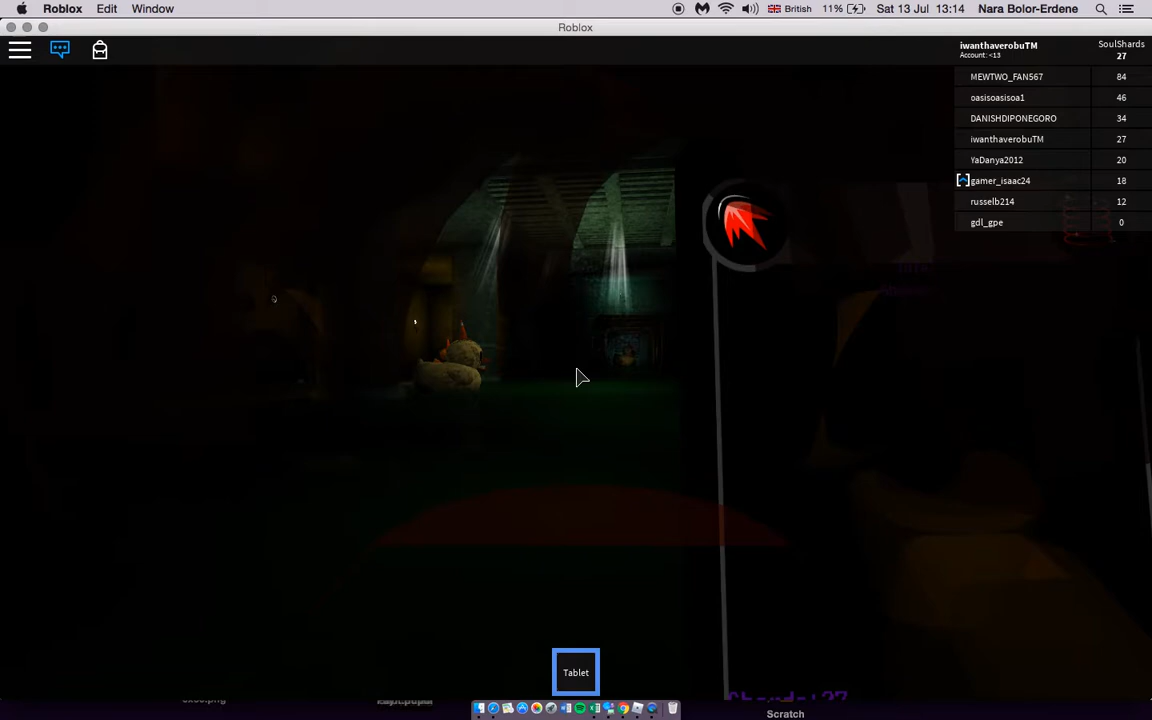 Roblox Edit Window British 11% Sat 13 Jul 13:14 Nara Bolor-Erdene
Roblox
iwanthaverobuTM SoulShards
Account: <13 27
MEWTWO_FAN567 84
oasisoasisoa1 46
DANISHDIPONEGORO 34
iwanthaverobuTM 27
YaDanya2012 20
gamer_isaac24 18
russelb214 12
gdl_gpe 0
Tablet
Scratch